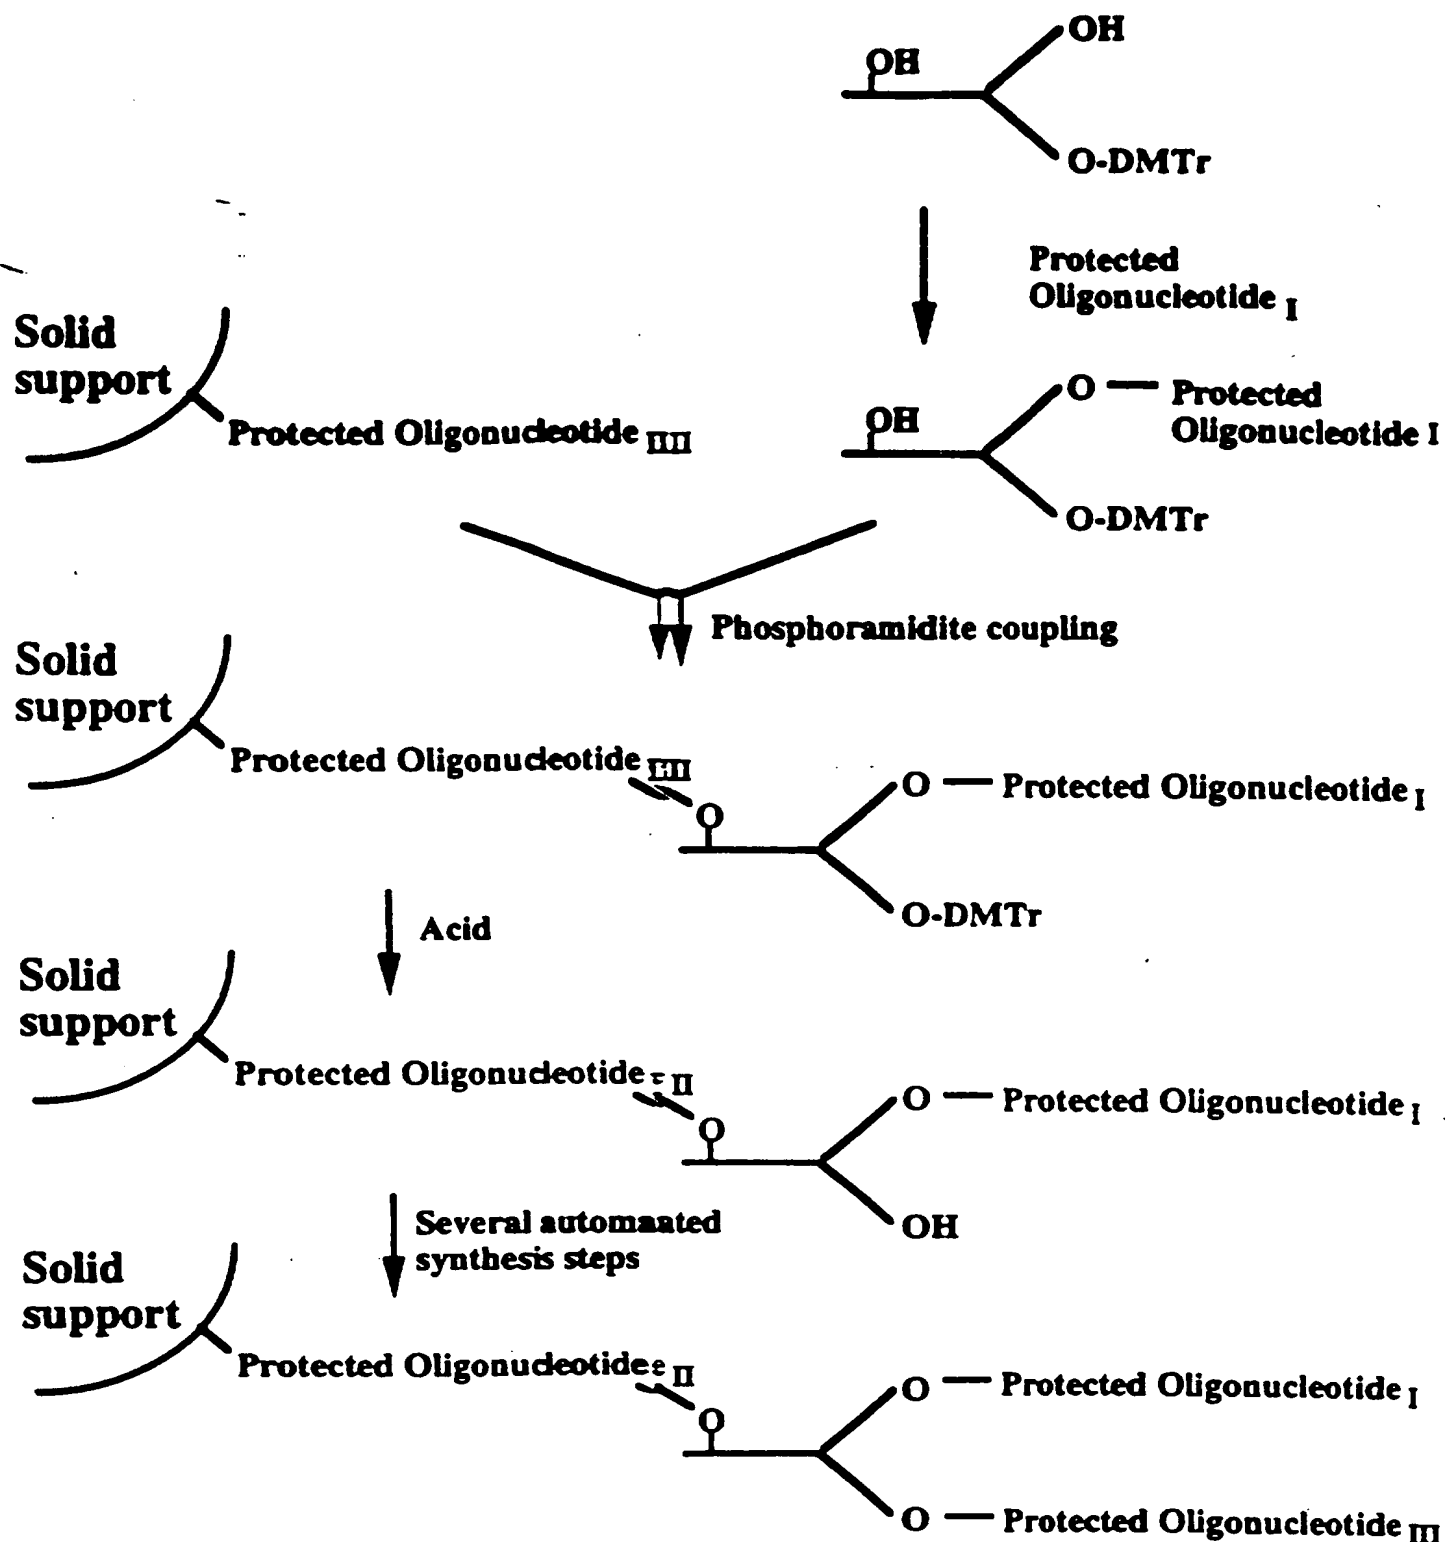 OH
OH
O-DMTr
Protected
Oligonucleotide I
Solid
support
Protected Oligonucleotide
OH
O — Protected
Oligonucleotide I
O-DMTr
Phosphoramidite coupling
Solid
support
Protected Oligonucleotide
O
O — Protected Oligonucleotide I
O-DMTr
Acid
Solid
support
Protected Oligonucleotide II
O
O — Protected Oligonucleotide I
OH
Several automaated
synthesis steps
Solid
support
Protected Oligonucleotide II
O
O — Protected Oligonucleotide I
O — Protected Oligonucleotide III